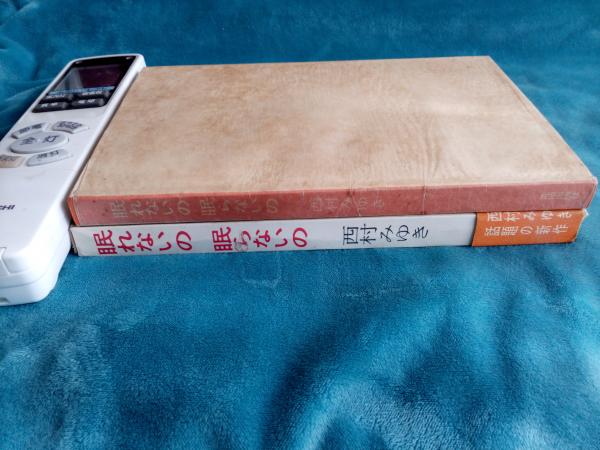 眠れないの 眠らないの 西村みゆき
眠れないの 眠らないの 西村みゆき
西村みゆき
話題の新作
全灯